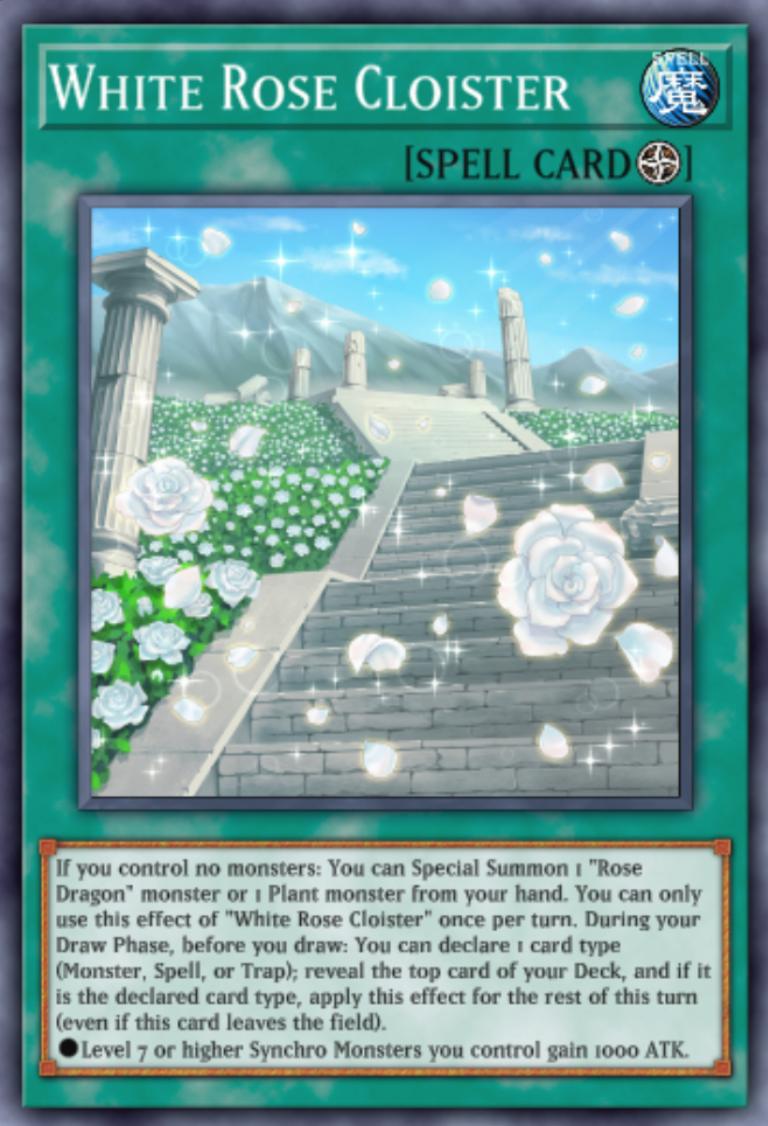 White Rose Cloister
SPELL
魔
[SPELL CARD]
If you control no monsters: You can Special Summon 1 "Rose
Dragon" monster or 1 Plant monster from your hand. You can only
use this effect of "White Rose Cloister" once per turn. During your
Draw Phase, before you draw: You can declare 1 card type
(Monster, Spell, or Trap); reveal the top card of your Deck, and if it
is the declared card type, apply this effect for the rest of this turn
(even if this card leaves the field).
●Level 7 or higher Synchro Monsters you control gain 1000 ATK.